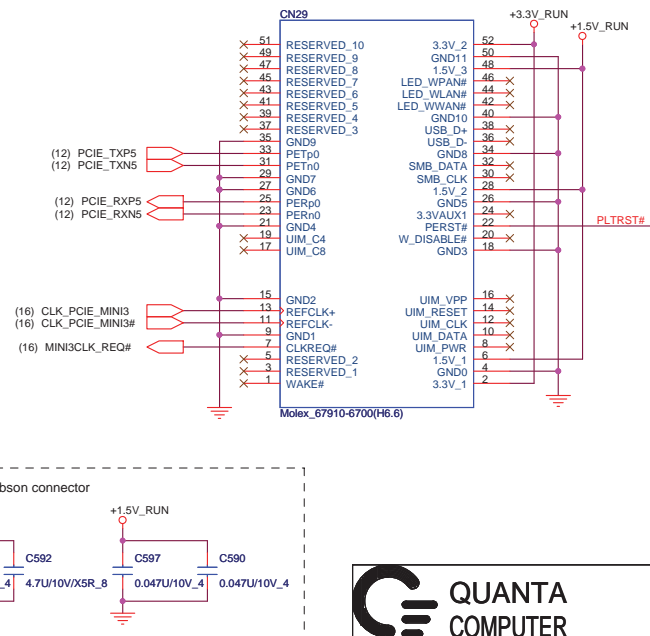 CN29
+3.3V_RUN
+1.5V_RUN
51 RESERVED_10 3.3V_2 52
49 RESERVED_9 GND11 50
47 RESERVED_8 1.5V_3 48
45 RESERVED_7 LED_WPAN# 46
43 RESERVED_6 LED_WLAN# 44
41 RESERVED_5 LED_WWAN# 42
39 RESERVED_4 GND10 40
37 RESERVED_3 USB_D+ 38
35 GND9 USB_D- 36
(12) PCIE_TXP5 33 PETp0 GND8 34
(12) PCIE_TXN5 31 PETn0 SMB_DATA 32
29 GND7 SMB_CLK 30
27 GND6 1.5V_2 28
(12) PCIE_RXP5 25 PERp0 GND5 26
(12) PCIE_RXN5 23 PERn0 3.3VAUX1 24
21 GND4 PERST# 22 PLTRST#
19 UIM_C4 W_DISABLE# 20
17 UIM_C8 GND3 18
15 GND2 UIM_VPP 16
(16) CLK_PCIE_MINI3 13 REFCLK+ UIM_RESET 14
(16) CLK_PCIE_MINI3# 11 REFCLK- UIM_CLK 12
9 GND1 UIM_DATA 10
(16) MINI3CLK_REQ# 7 CLKREQ# UIM_PWR 8
5 RESERVED_2 1.5V_1 6
3 RESERVED_1 GND0 4
1 WAKE# 3.3V_1 2
Molex_67910-6700(H6.6)
bson connector
+1.5V_RUN
C592 C597 C590
_4 4.7U/10V/X5R_8 0.047U/10V_4 0.047U/10V_4
QUANTA
COMPUTER